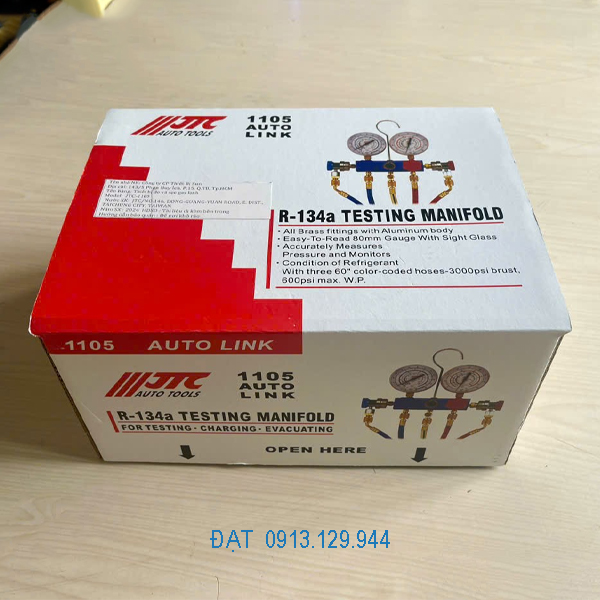 JTC
AUTO TOOLS
1105
AUTO
LINK
R-134a TESTING MANIFOLD
• All Brass fittings with Aluminum body
• Easy-To-Read 80mm Gauge With Sight Glass
• Accurately Measures
Pressure and Monitors
• Condition of Refrigerant
With three 60" color-coded hoses-3000psi brust,
600psi max. W.P.
1105 AUTO LINK
JTC
AUTO TOOLS
1105
AUTO
LINK
R-134a TESTING MANIFOLD
FOR TESTING - CHARGING - EVACUATING
OPEN HERE
ĐẠT 0913.129.944